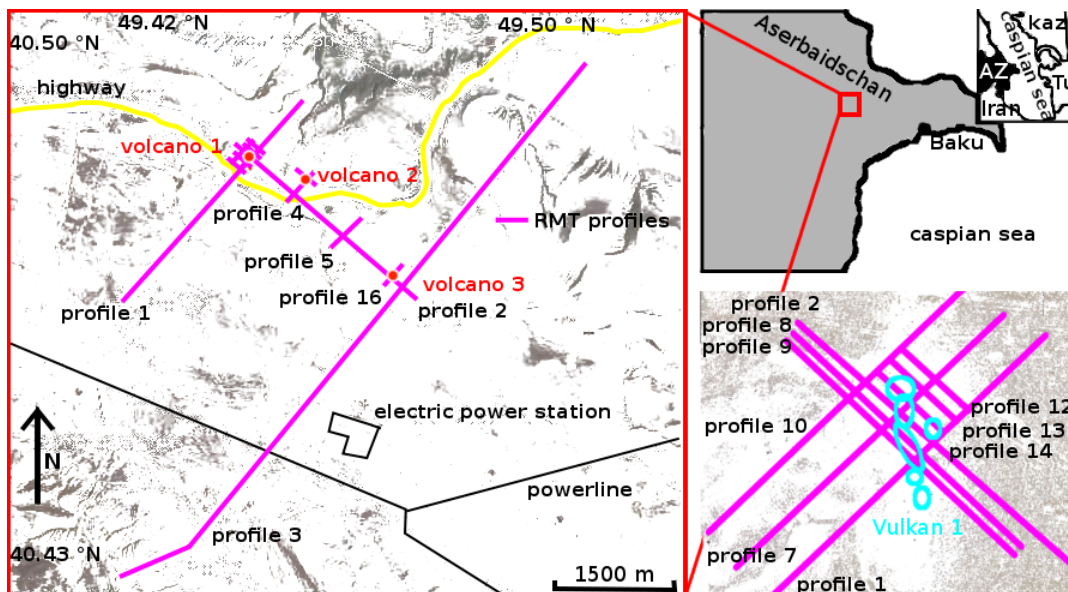 49.42 °N
49.50 ° N
40.50 °N
highway
volcano 1
volcano 2
profile 4
RMT profiles
profile 5
profile 16
volcano 3
profile 1
profile 2
electric power station
N
powerline
profile 3
40.43 °N
1500 m
Aserbaidschan
Baku
caspian sea
kaz
caspian sea
AZ
Tu
Iran
profile 2
profile 8
profile 9
profile 10
profile 12
profile 13
profile 14
Vulkan 1
profile 7
profile 1